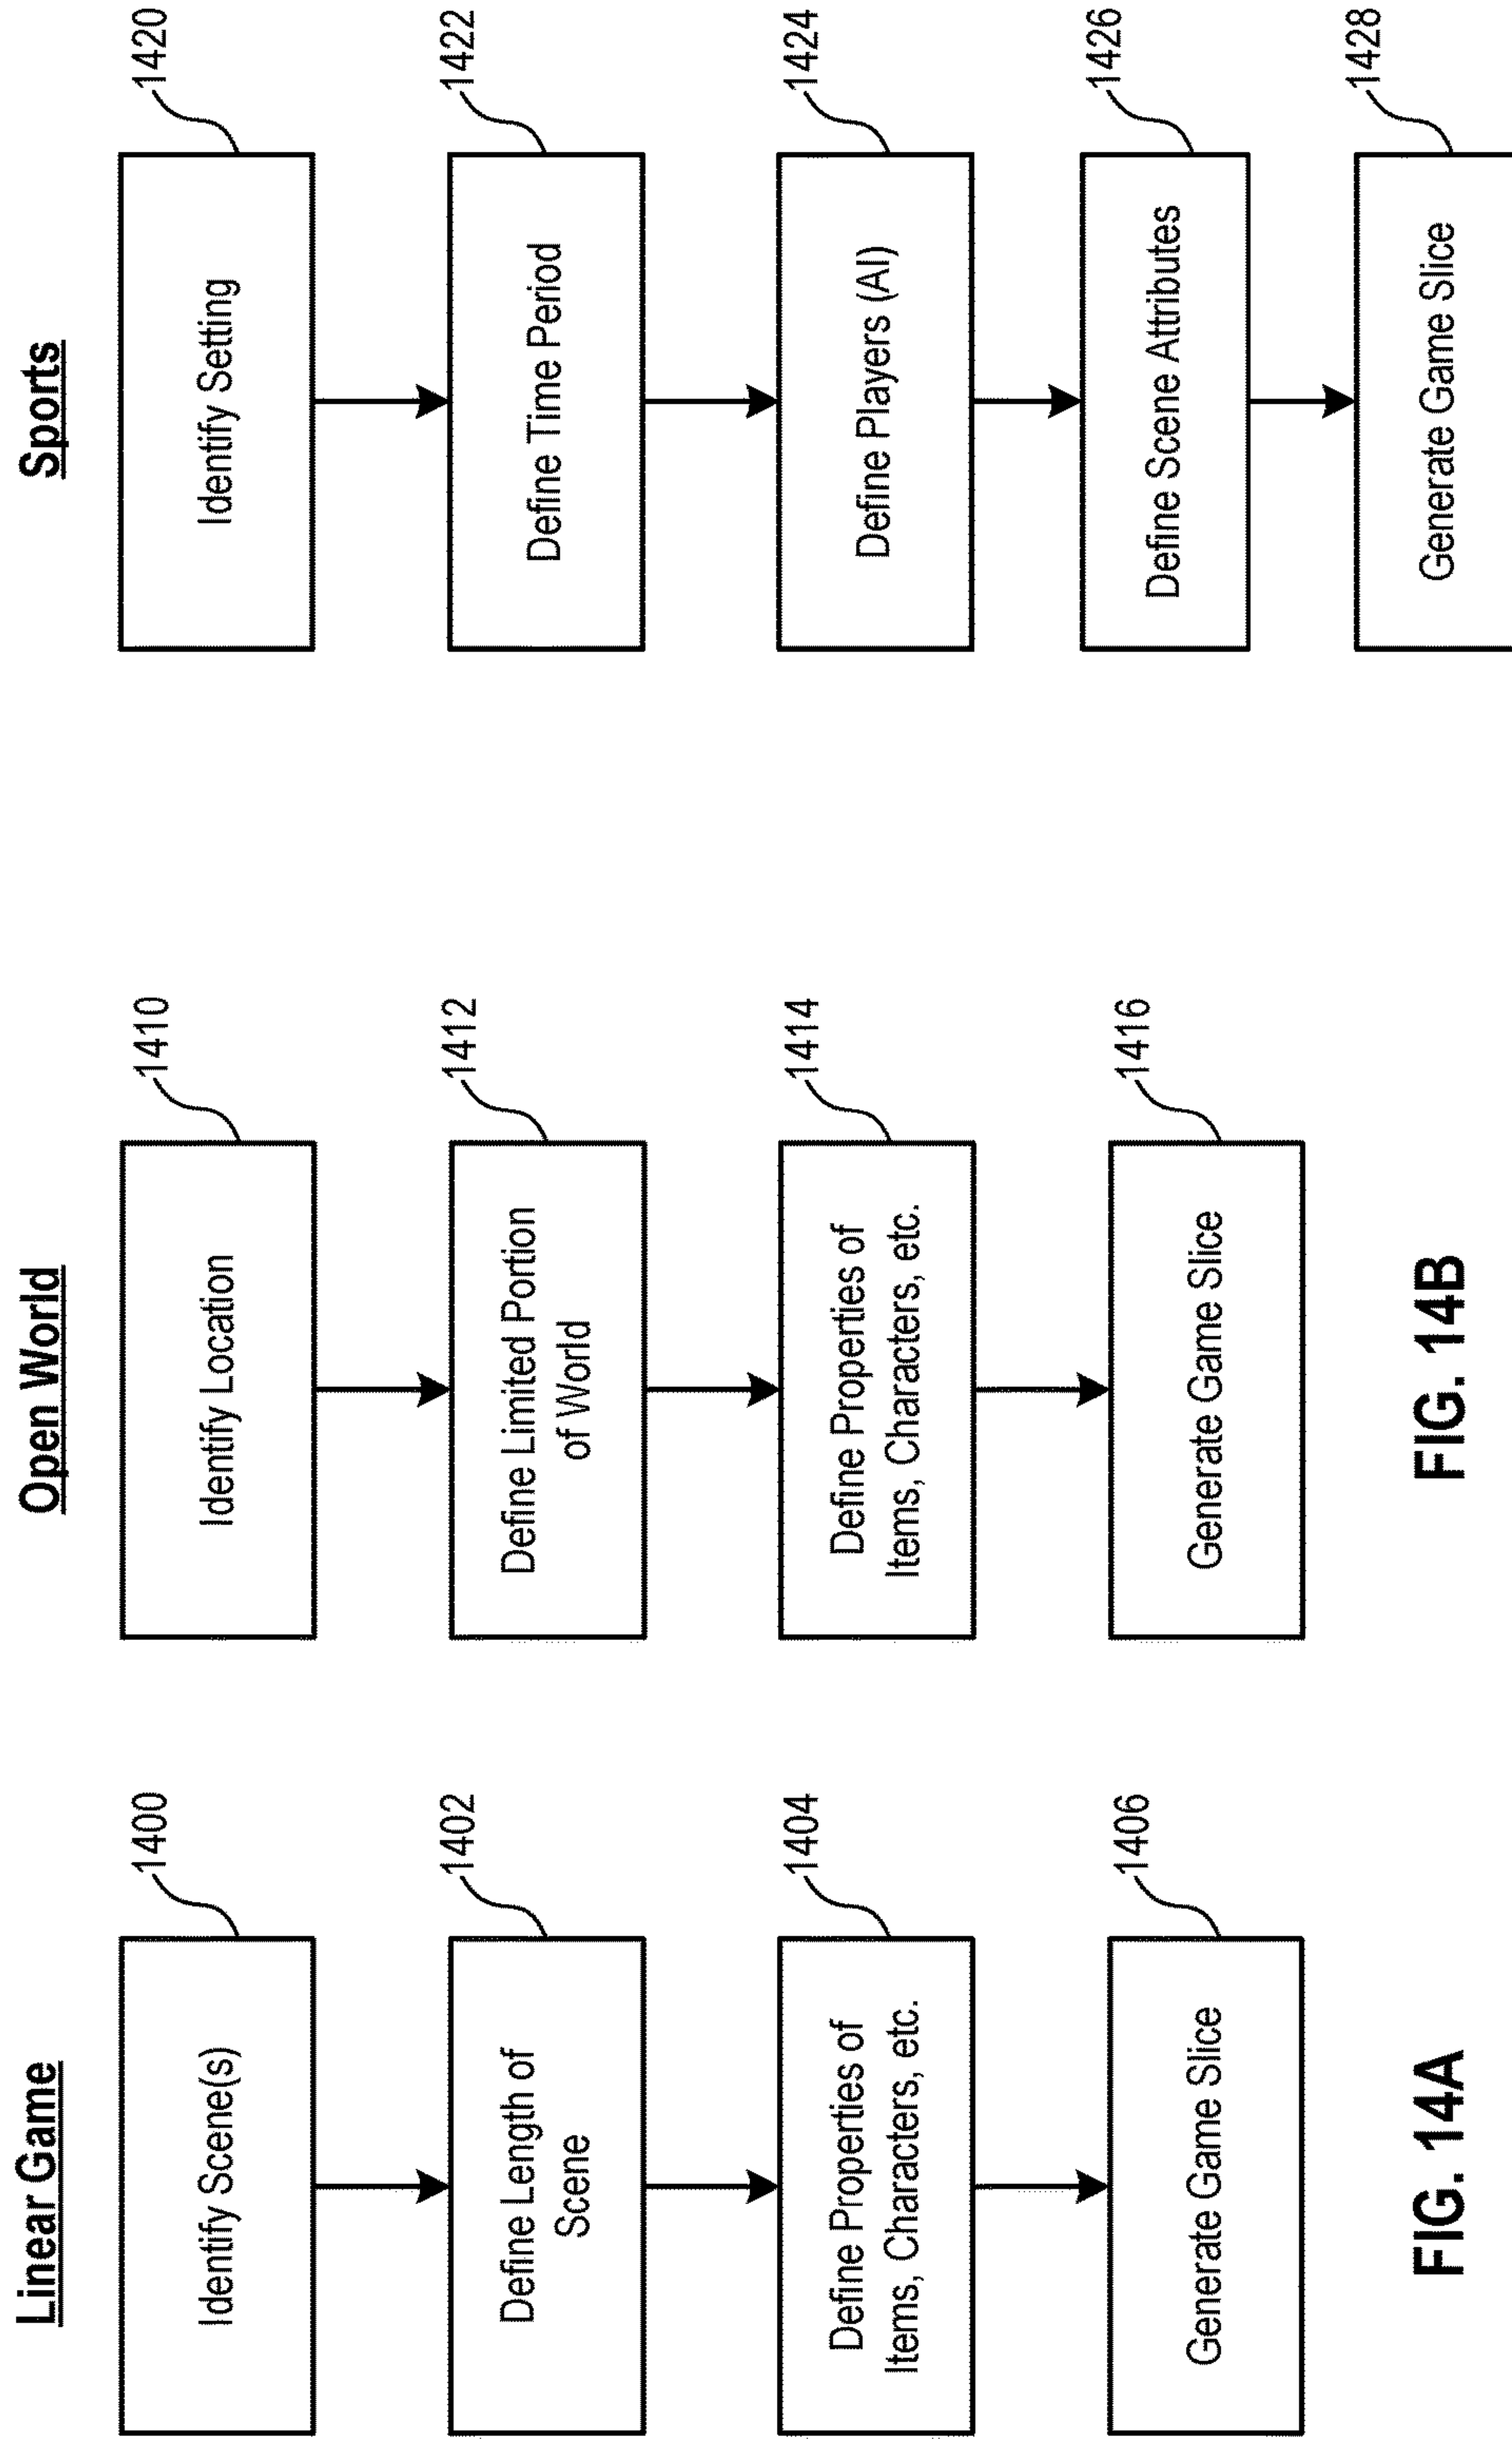 Linear Game
1400
Identify Scene(s)
1402
Define Length of
Scene
1404
Define Properties of
Items, Characters, etc.
1406
Generate Game Slice
FIG. 14A
Open World
1410
Identify Location
1412
Define Limited Portion
of World
1414
Define Properties of
Items, Characters, etc.
1416
Generate Game Slice
FIG. 14B
Sports
1420
Identify Setting
1422
Define Time Period
1424
Define Players (AI)
1426
Define Scene Attributes
1428
Generate Game Slice